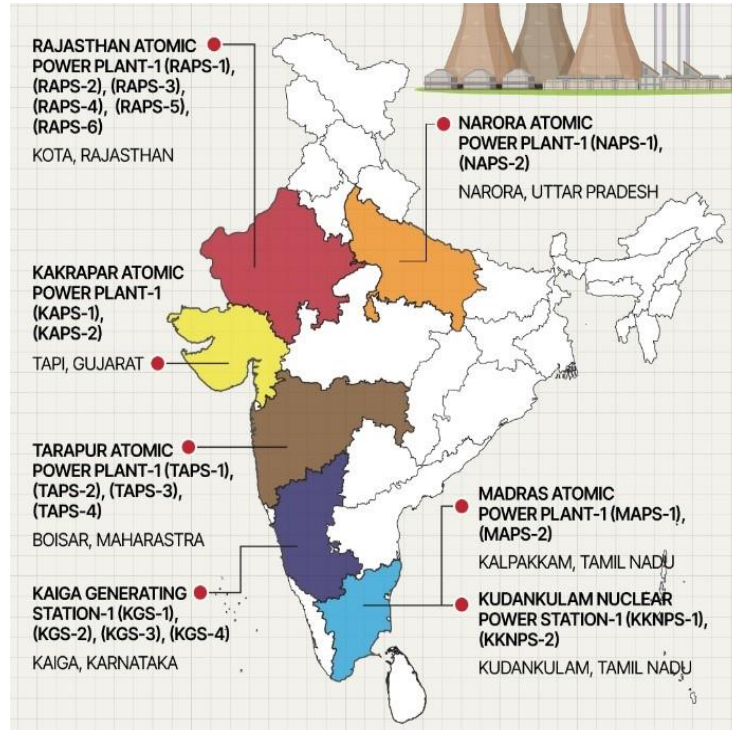 RAJASTHAN ATOMIC
POWER PLANT-1 (RAPS-1),
(RAPS-2), (RAPS-3),
(RAPS-4), (RAPS-5),
(RAPS-6)
KOTA, RAJASTHAN
NARORA ATOMIC
POWER PLANT-1 (NAPS-1),
(NAPS-2)
NARORA, UTTAR PRADESH
KAKRAPAR ATOMIC
POWER PLANT-1
(KAPS-1),
(KAPS-2)
TAPI, GUJARAT
TARAPUR ATOMIC
POWER PLANT-1 (TAPS-1),
(TAPS-2), (TAPS-3),
(TAPS-4)
BOISAR, MAHARASTRA
MADRAS ATOMIC
POWER PLANT-1 (MAPS-1),
(MAPS-2)
KALPAKKAM, TAMIL NADU
KAIGA GENERATING
STATION-1 (KGS-1),
(KGS-2), (KGS-3), (KGS-4)
KAIGA, KARNATAKA
KUDANKULAM NUCLEAR
POWER STATION-1 (KKNPS-1),
(KKNPS-2)
KUDANKULAM, TAMIL NADU